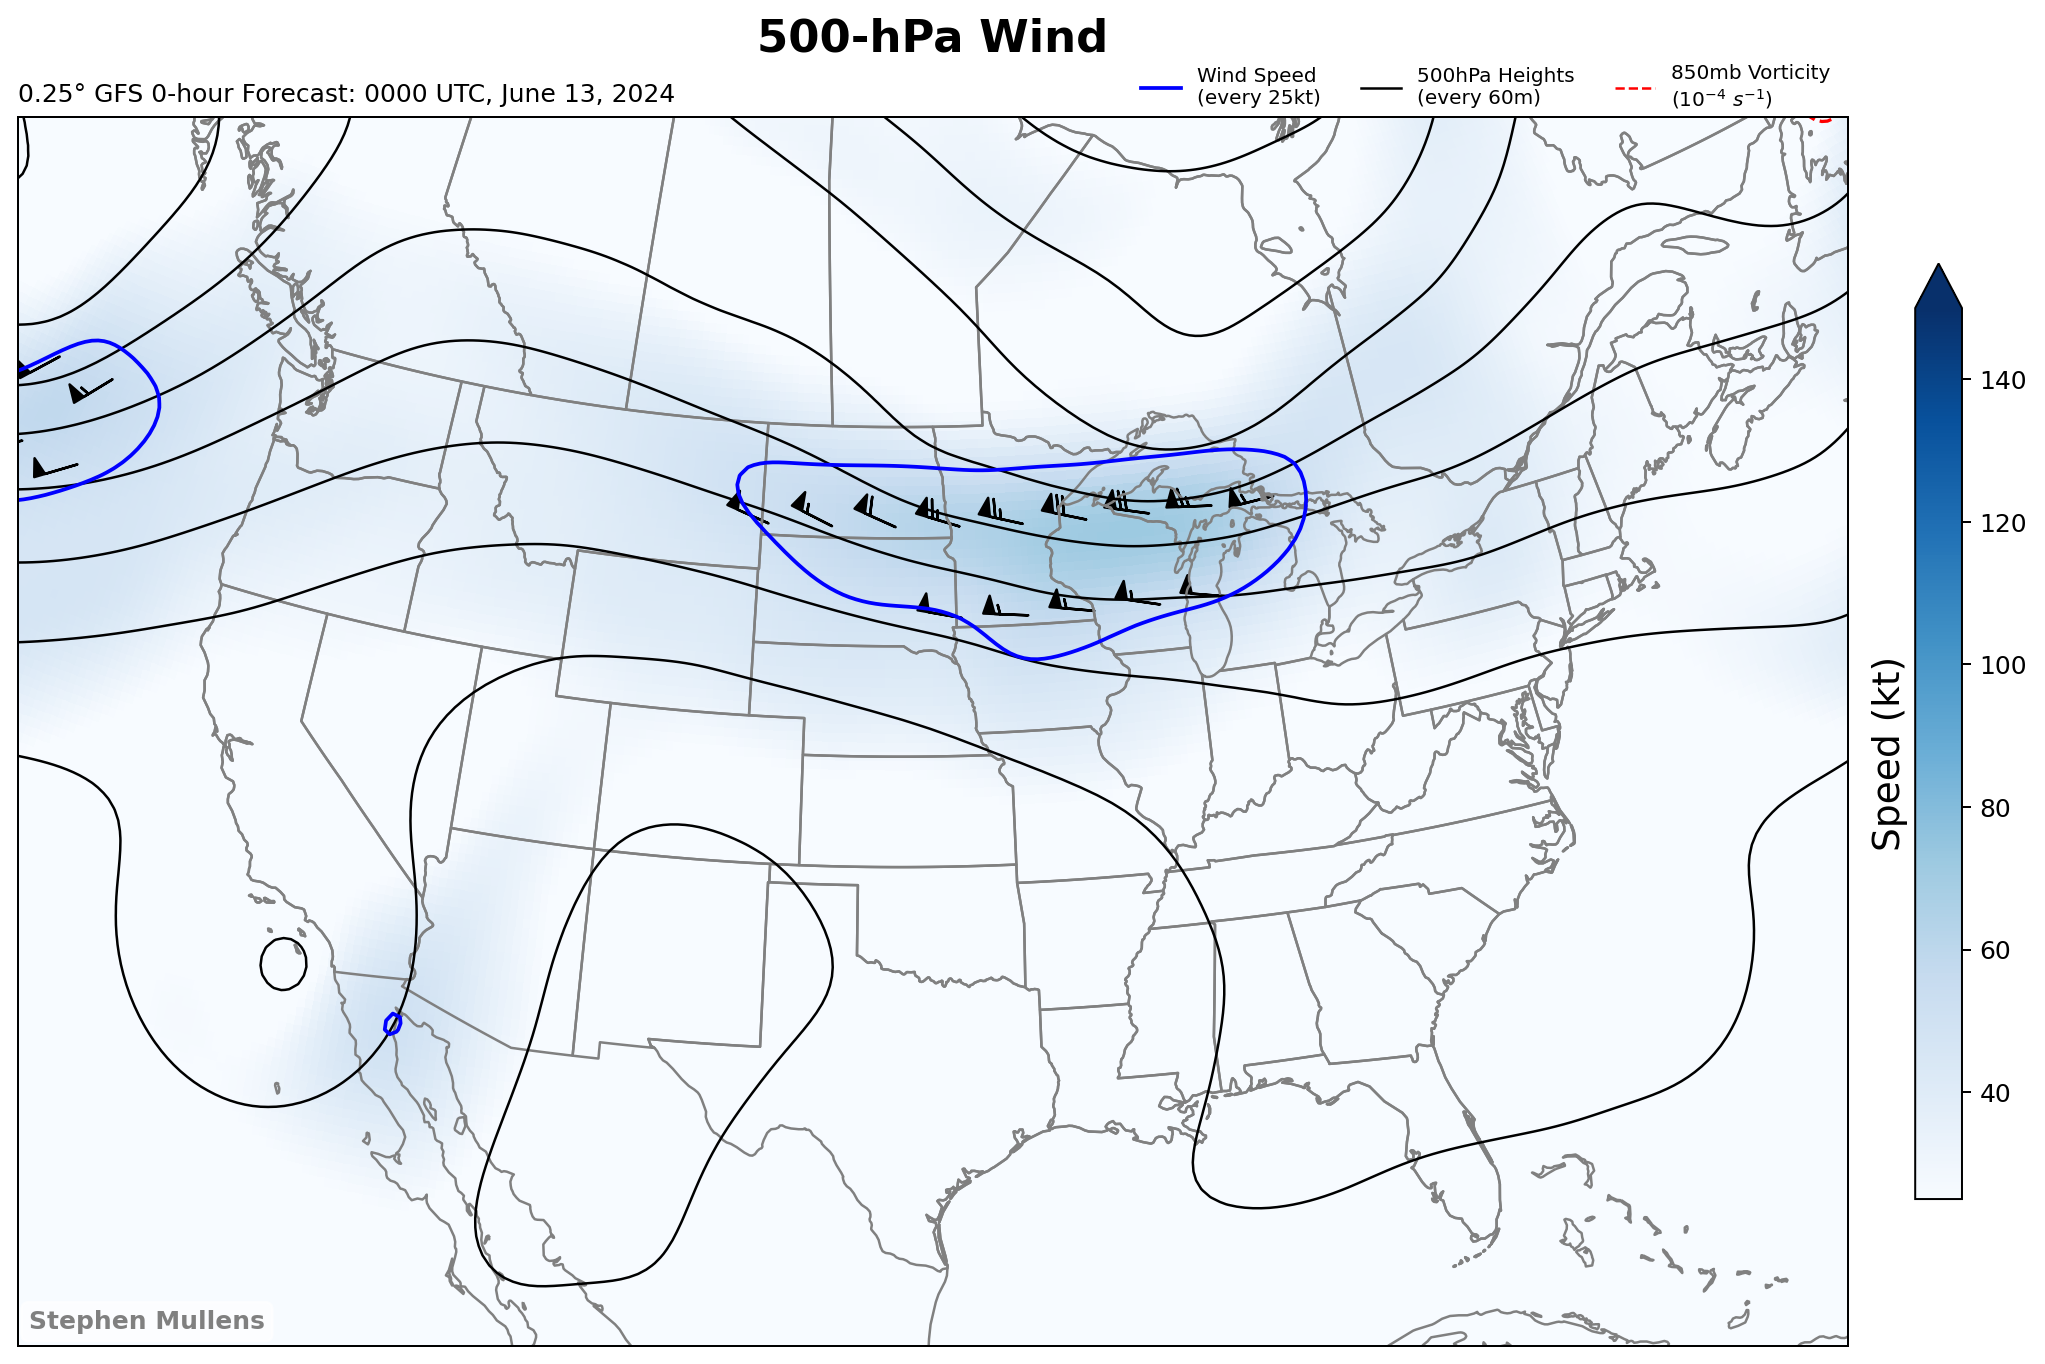 500-hPa Wind
0.25° GFS 0-hour Forecast: 0000 UTC, June 13, 2024
Wind Speed
(every 25kt)
500hPa Heights
(every 60m)
850mb Vorticity
(10⁻⁴ s⁻¹)
140
120
100
80
60
40
Speed (kt)
Stephen Mullens